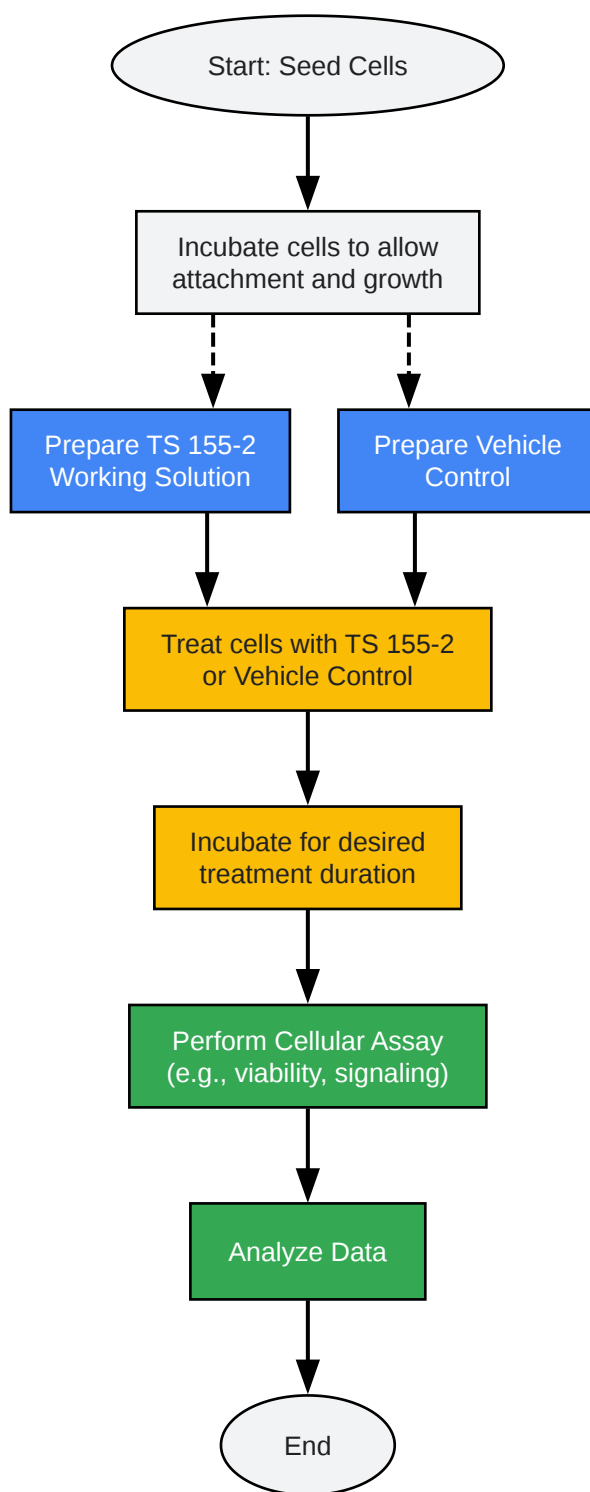 Start: Seed Cells
Incubate cells to allow
attachment and growth
Prepare TS 155-2
Working Solution
Prepare Vehicle
Control
Treat cells with TS 155-2
or Vehicle Control
Incubate for desired
treatment duration
Perform Cellular Assay
(e.g., viability, signaling)
Analyze Data
End